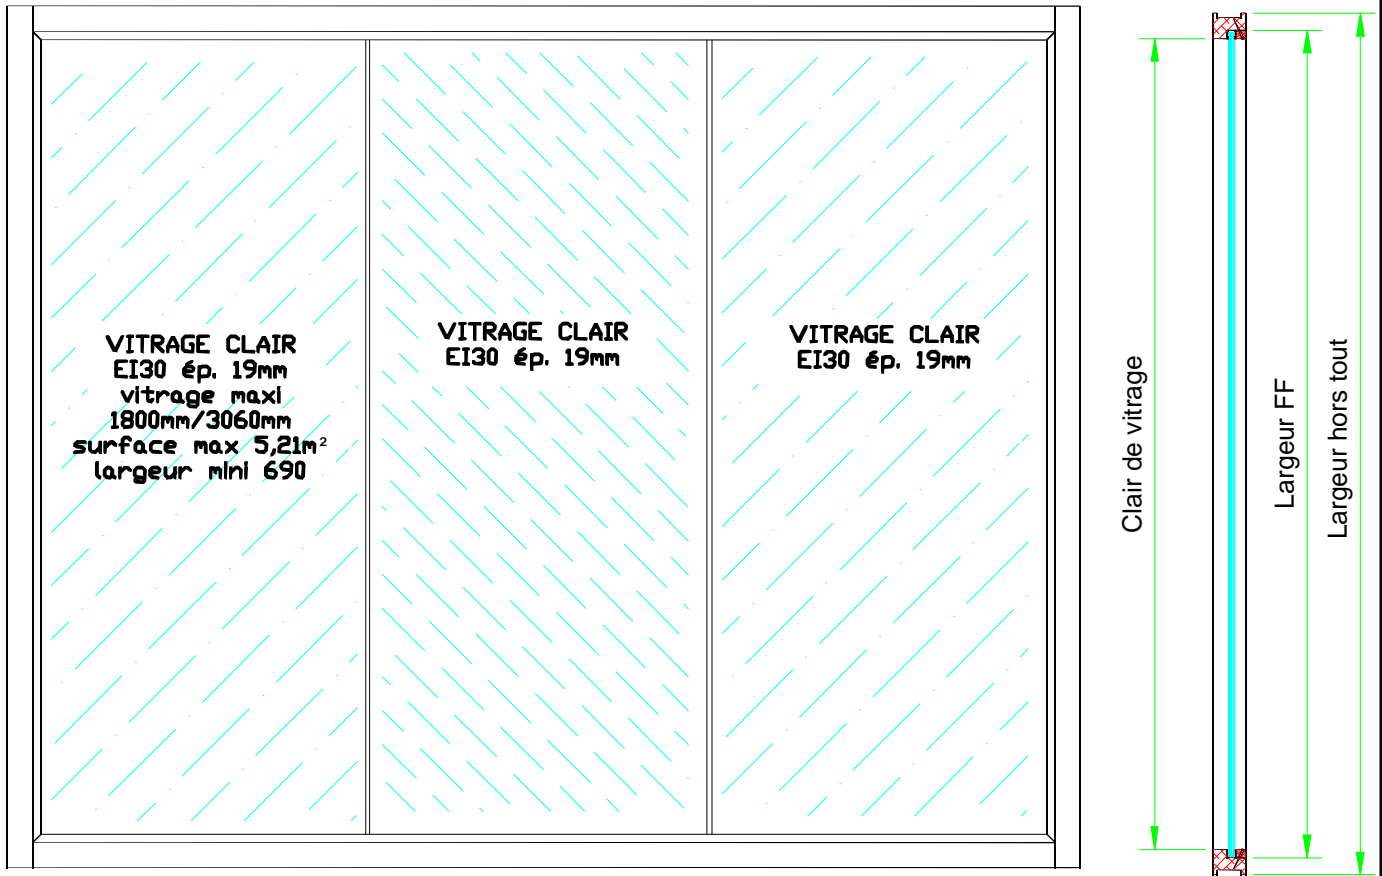 VITRAGE CLAIR
EI30 ép. 19mm
vitrage maxi
1800mm/3060mm
surface max 5,21m²
largeur mini 690
VITRAGE CLAIR
EI30 ép. 19mm
VITRAGE CLAIR
EI30 ép. 19mm
Clair de vitrage
Largeur FF
Largeur hors tout